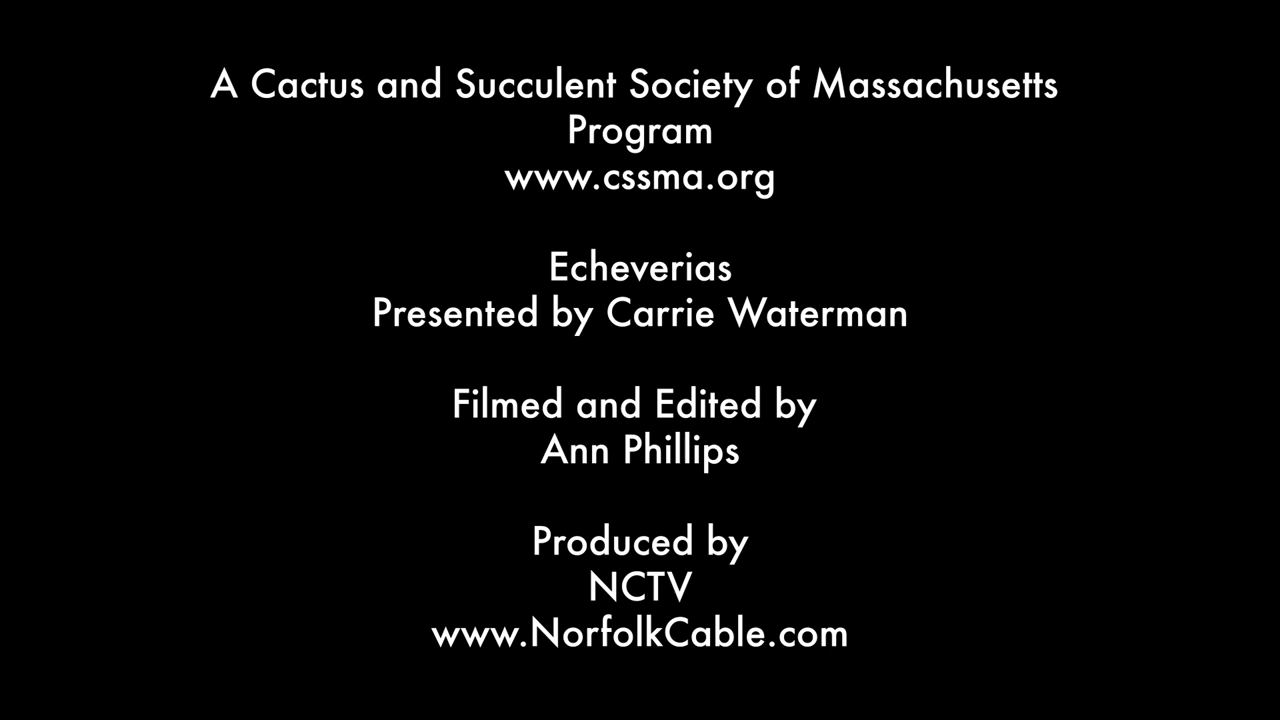 A Cactus and Succulent Society of Massachusetts
Program
www.cssma.org
Echeverias
Presented by Carrie Waterman
Filmed and Edited by
Ann Phillips
Produced by
NCTV
www.NorfolkCable.com